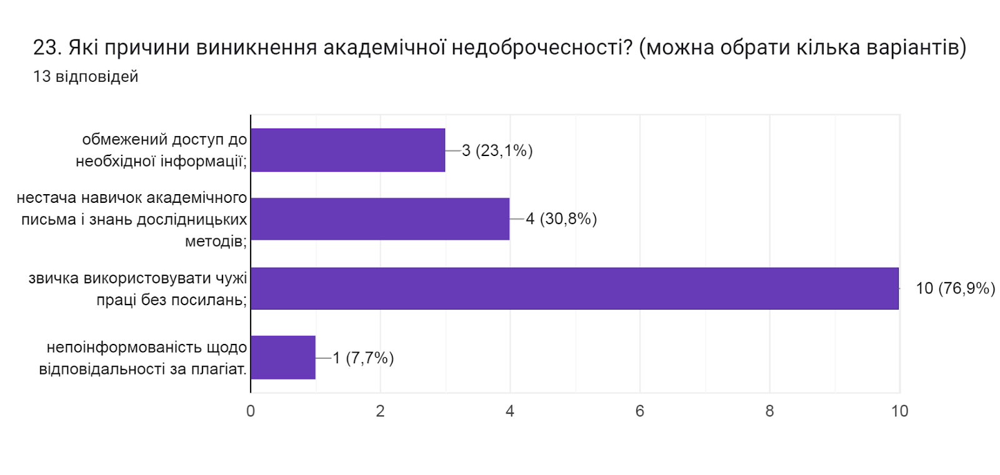 23. Які причини виникнення академічної недоброчесності? (можна обрати кілька варіантів)
13 відповідей
обмежений доступ до
необхідної інформації;
3 (23,1%)
нестача навичок академічного
письма і знань дослідницьких
методів;
4 (30,8%)
звичка використовувати чужі
праці без посилань;
10 (76,9%)
непоінформованість щодо
відповідальності за плагіат.
1 (7,7%)
0 2 4 6 8 10